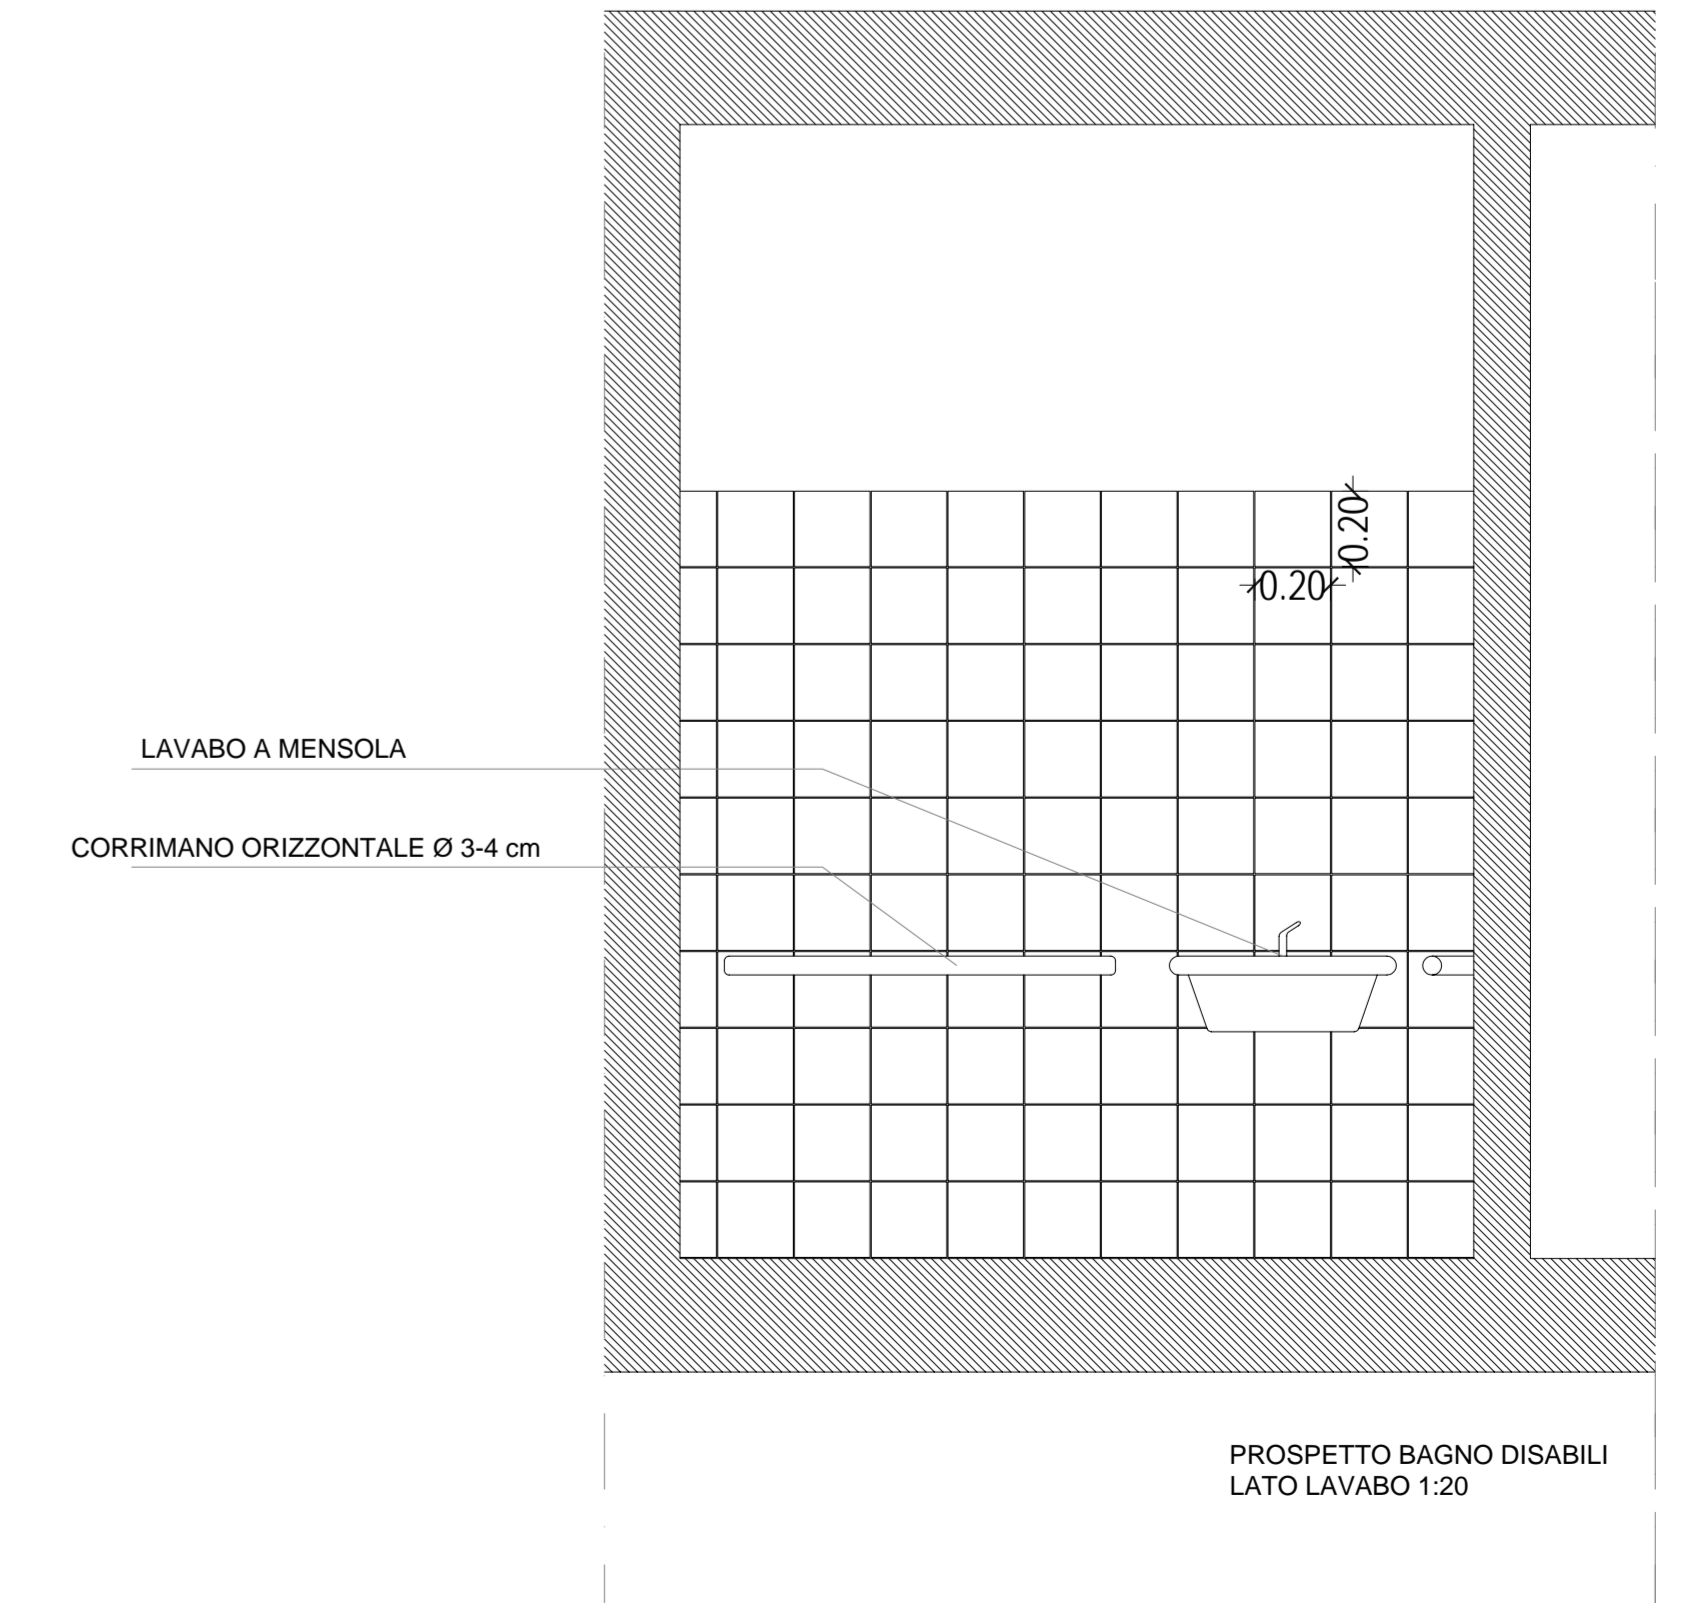 0.20
0.20
LAVABO A MENSOLA
CORRIMANO ORIZZONTALE Ø 3-4 cm
PROSPETTO BAGNO DISABILI
LATO LAVABO 1:20